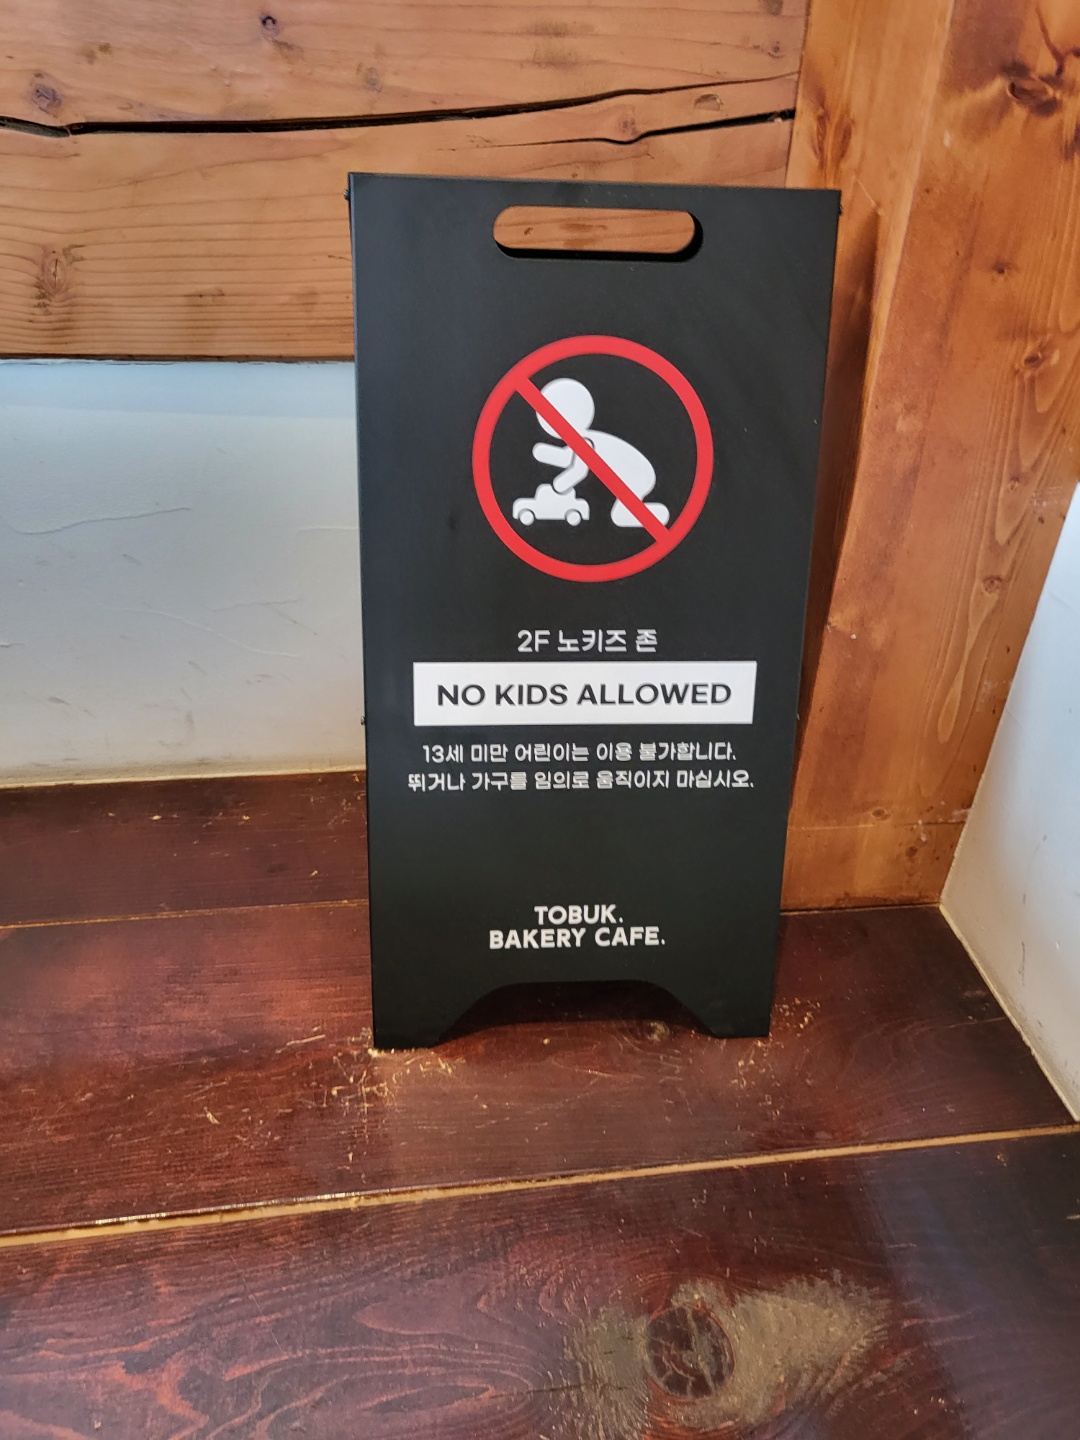 2F 노키즈 존
NO KIDS ALLOWED
13세 미만 어린이는 이용 불가합니다.
뛰거나 가구를 임의로 움직이지 마십시오.
TOBUK.
BAKERY CAFE.